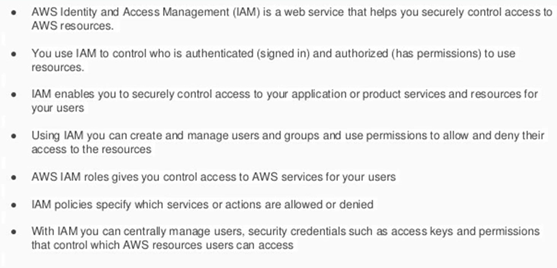 ● AWS Identity and Access Management (IAM) is a web service that helps you securely control access to
AWS resources.
● You use IAM to control who is authenticated (signed in) and authorized (has permissions) to use
resources.
● IAM enables you to securely control access to your application or product services and resources for
your users
● Using IAM you can create and manage users and groups and use permissions to allow and deny their
access to the resources
● AWS IAM roles gives you control access to AWS services for your users
● IAM policies specify which services or actions are allowed or denied
● With IAM you can centrally manage users, security credentials such as access keys and permissions
that control which AWS resources users can access